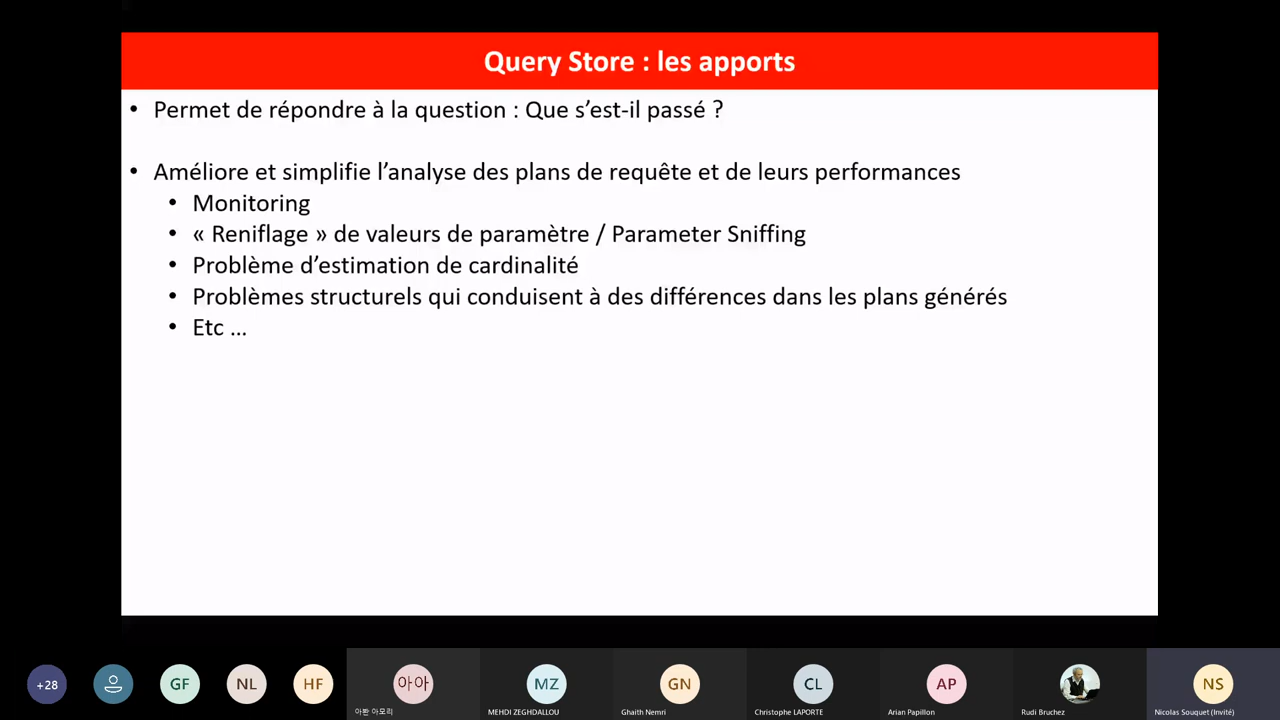 Query Store : les apports
• Permet de répondre à la question : Que s’est-il passé ?
• Améliore et simplifie l’analyse des plans de requête et de leurs performances
• Monitoring
• « Reniflage » de valeurs de paramètre / Parameter Sniffing
• Problème d’estimation de cardinalité
• Problèmes structurels qui conduisent à des différences dans les plans générés
• Etc ...
+28
GF
NL
HF
아아
MZ
GN
CL
AP
NS
아쫜 아모리
MEHDI ZEGHDALLOU
Ghaith Nemri
Christophe LAPORTE
Arian Papillon
Rudi Bruchez
Nicolas Souquet (Invité)